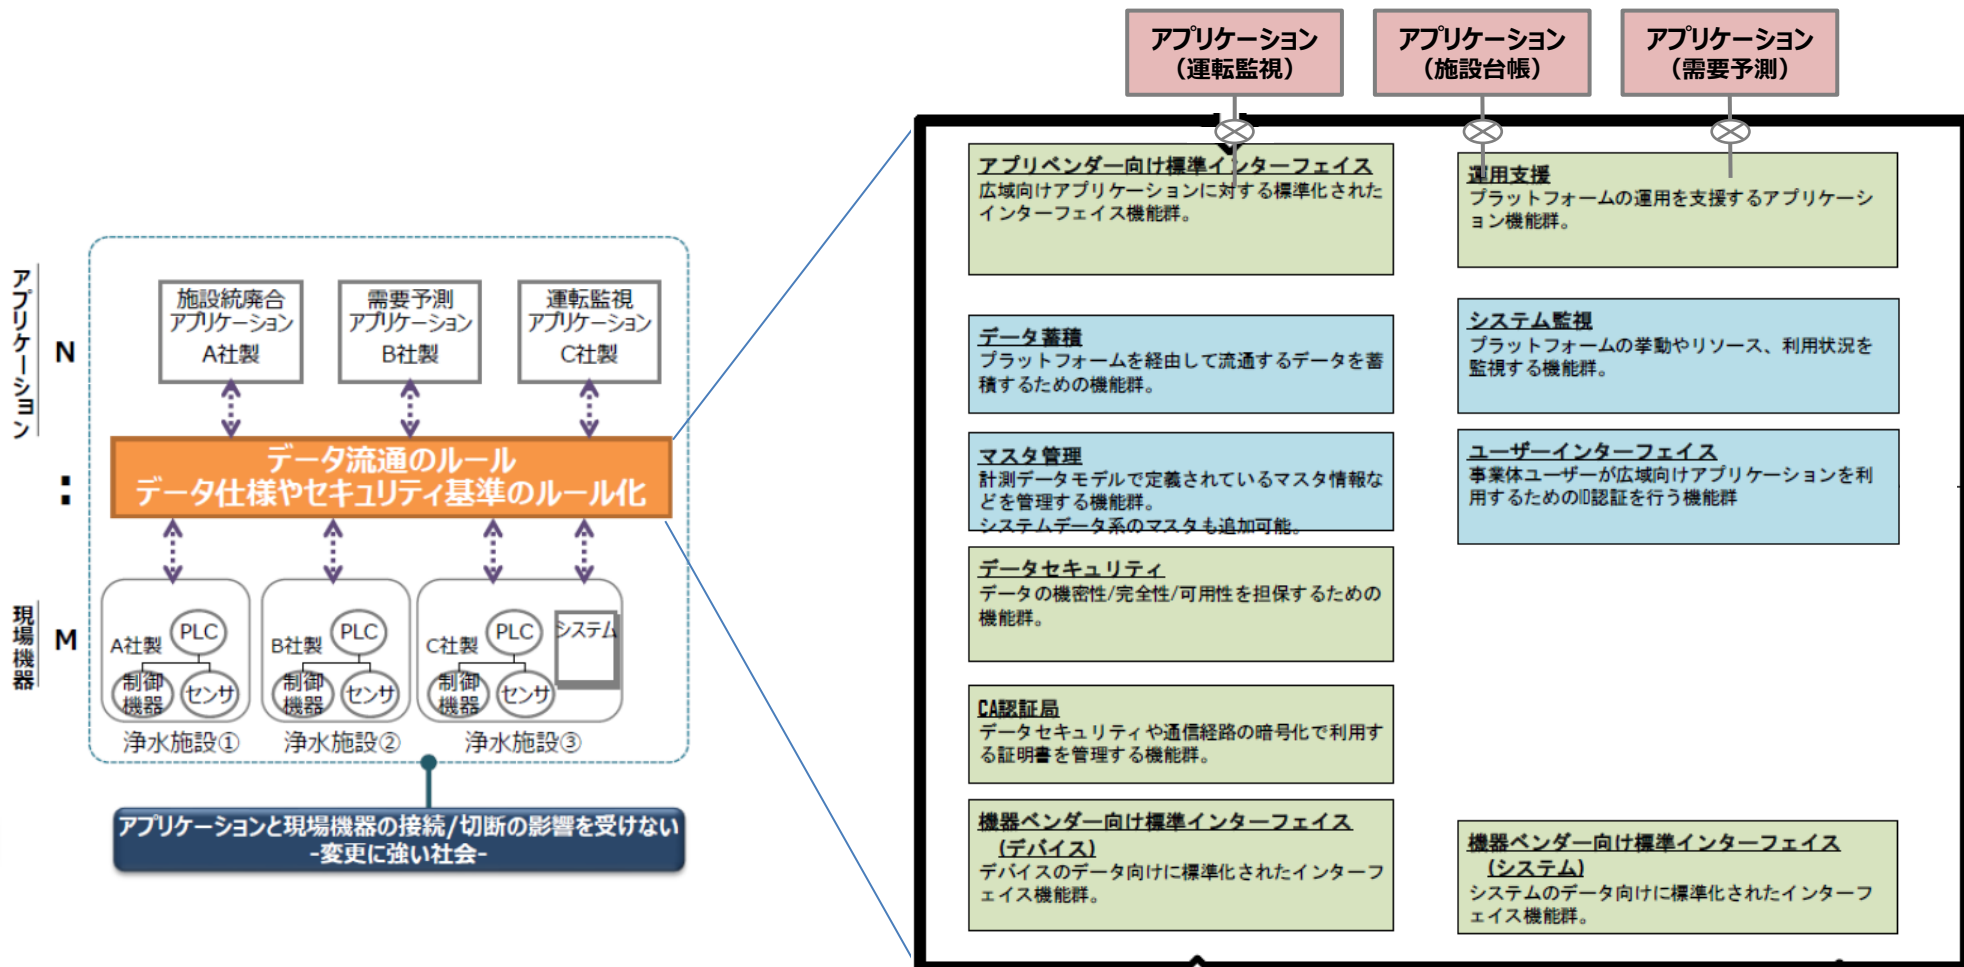 アプリケーション
N
:
現場機器
M
施設統廃合
アプリケーション
A社製
需要予測
アプリケーション
B社製
運転監視
アプリケーション
C社製
データ流通のルール
データ仕様やセキュリティ基準のルール化
A社製
PLC
制御
機器
センサ
浄水施設①
B社製
PLC
制御
機器
センサ
浄水施設②
C社製
PLC
制御
機器
センサ
システム
浄水施設③
アプリケーションと現場機器の接続/切断の影響を受けない
-変更に強い社会-
アプリケーション
（運転監視）
アプリケーション
（施設台帳）
アプリケーション
（需要予測）
アプリベンダー向け標準インターフェイス
広域向けアプリケーションに対する標準化された
インターフェイス機能群。
データ蓄積
プラットフォームを経由して流通するデータを蓄
積するための機能群。
マスタ管理
計測データモデルで定義されているマスタ情報な
どを管理する機能群。
システムデータ系のマスタも追加可能。
データセキュリティ
データの機密性/完全性/可用性を担保するための
機能群。
CA認証局
データセキュリティや通信経路の暗号化で利用す
る証明書を管理する機能群。
機器ベンダー向け標準インターフェイス
(デバイス)
デバイスのデータ向けに標準化されたインターフ
ェイス機能群。
運用支援
プラットフォームの運用を支援するアプリケーシ
ョン機能群。
システム監視
プラットフォームの挙動やリソース、利用状況を
監視する機能群。
ユーザーインターフェイス
事業体ユーザーが広域向けアプリケーションを利
用するためのID認証を行う機能群
機器ベンダー向け標準インターフェイス
(システム)
システムのデータ向けに標準化されたインターフ
ェイス機能群。